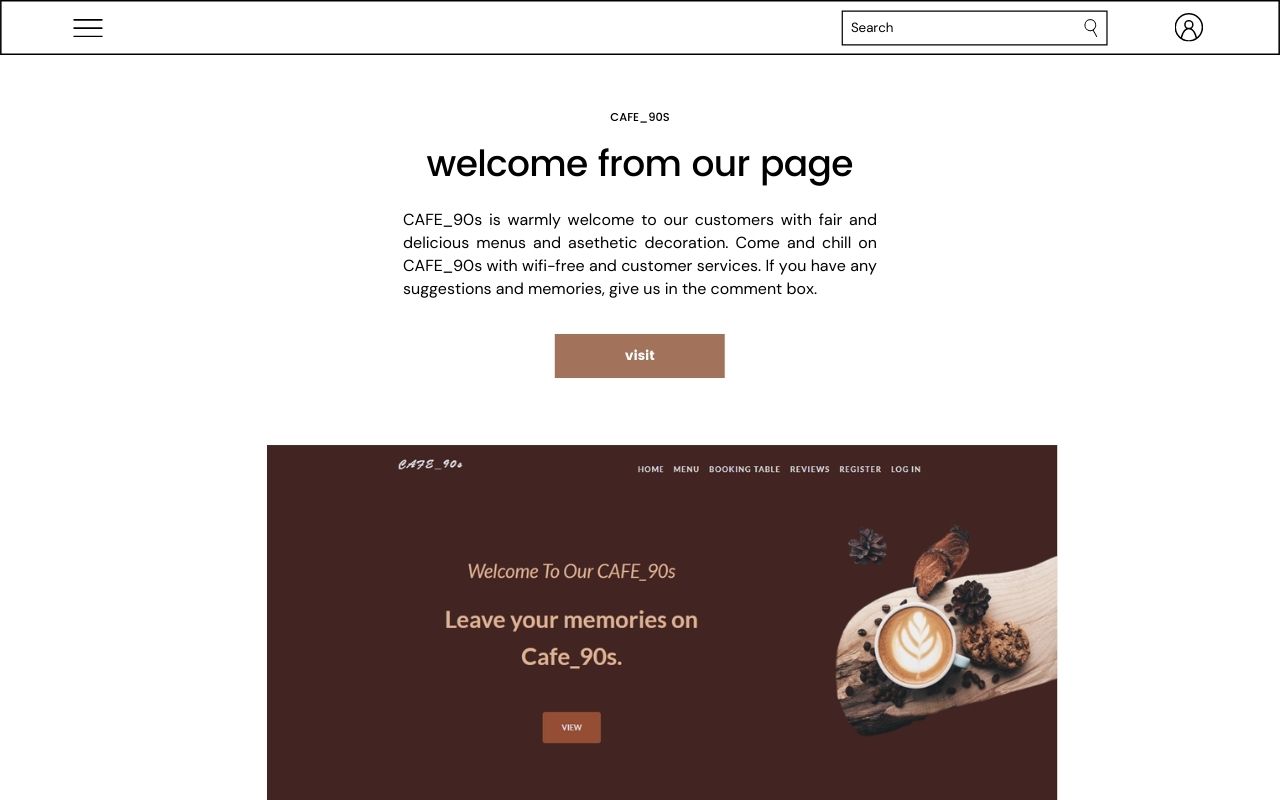 Search
CAFE_90S
welcome from our page
CAFE_90s is warmly welcome to our customers with fair and
delicious menus and asethetic decoration. Come and chill on
CAFE_90s with wifi-free and customer services. If you have any
suggestions and memories, give us in the comment box.
visit
CAFE_90s
HOME MENU BOOKING TABLE REVIEWS REGISTER LOG IN
Welcome To Our CAFE_90s
Leave your memories on
Cafe_90s.
VIEW